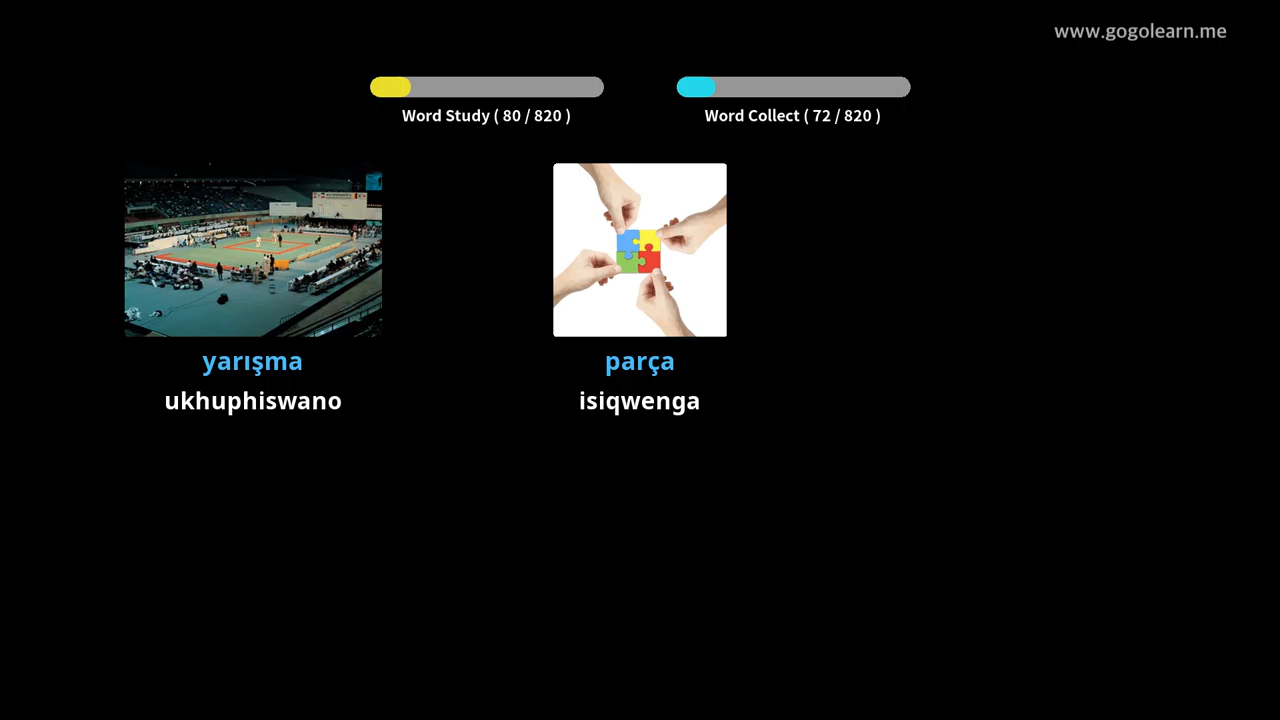 www.gogolearn.me
Word Study ( 80 / 820 )
Word Collect ( 72 / 820 )
yarışma
ukhuphiswano
parça
isiqwenga